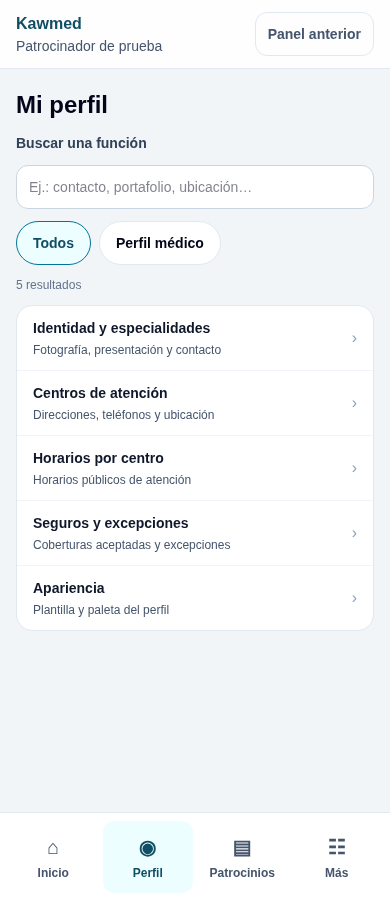 Kawmed
Patrocinador de prueba
Panel anterior
Mi perfil
Buscar una función
Ej.: contacto, portafolio, ubicación…
Todos
Perfil médico
5 resultados
Identidad y especialidades
Fotografía, presentación y contacto
Centros de atención
Direcciones, teléfonos y ubicación
Horarios por centro
Horarios públicos de atención
Seguros y excepciones
Coberturas aceptadas y excepciones
Apariencia
Plantilla y paleta del perfil
Inicio
Perfil
Patrocinios
Más